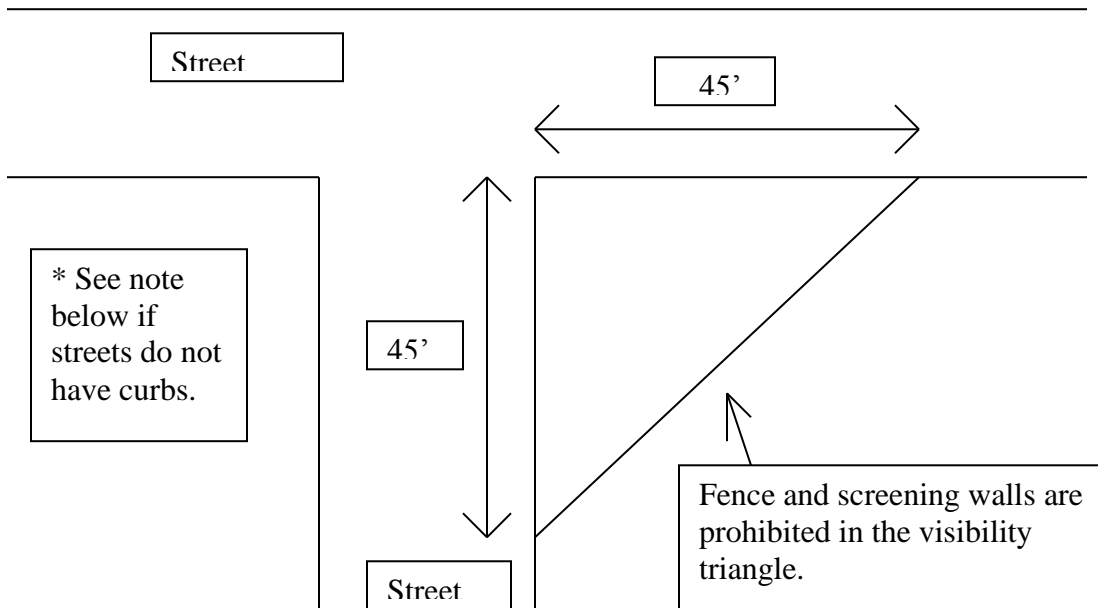 Street
45’
* See note
below if
streets do not
have curbs.
45’
Fence and screening walls are
prohibited in the visibility
triangle.
Street